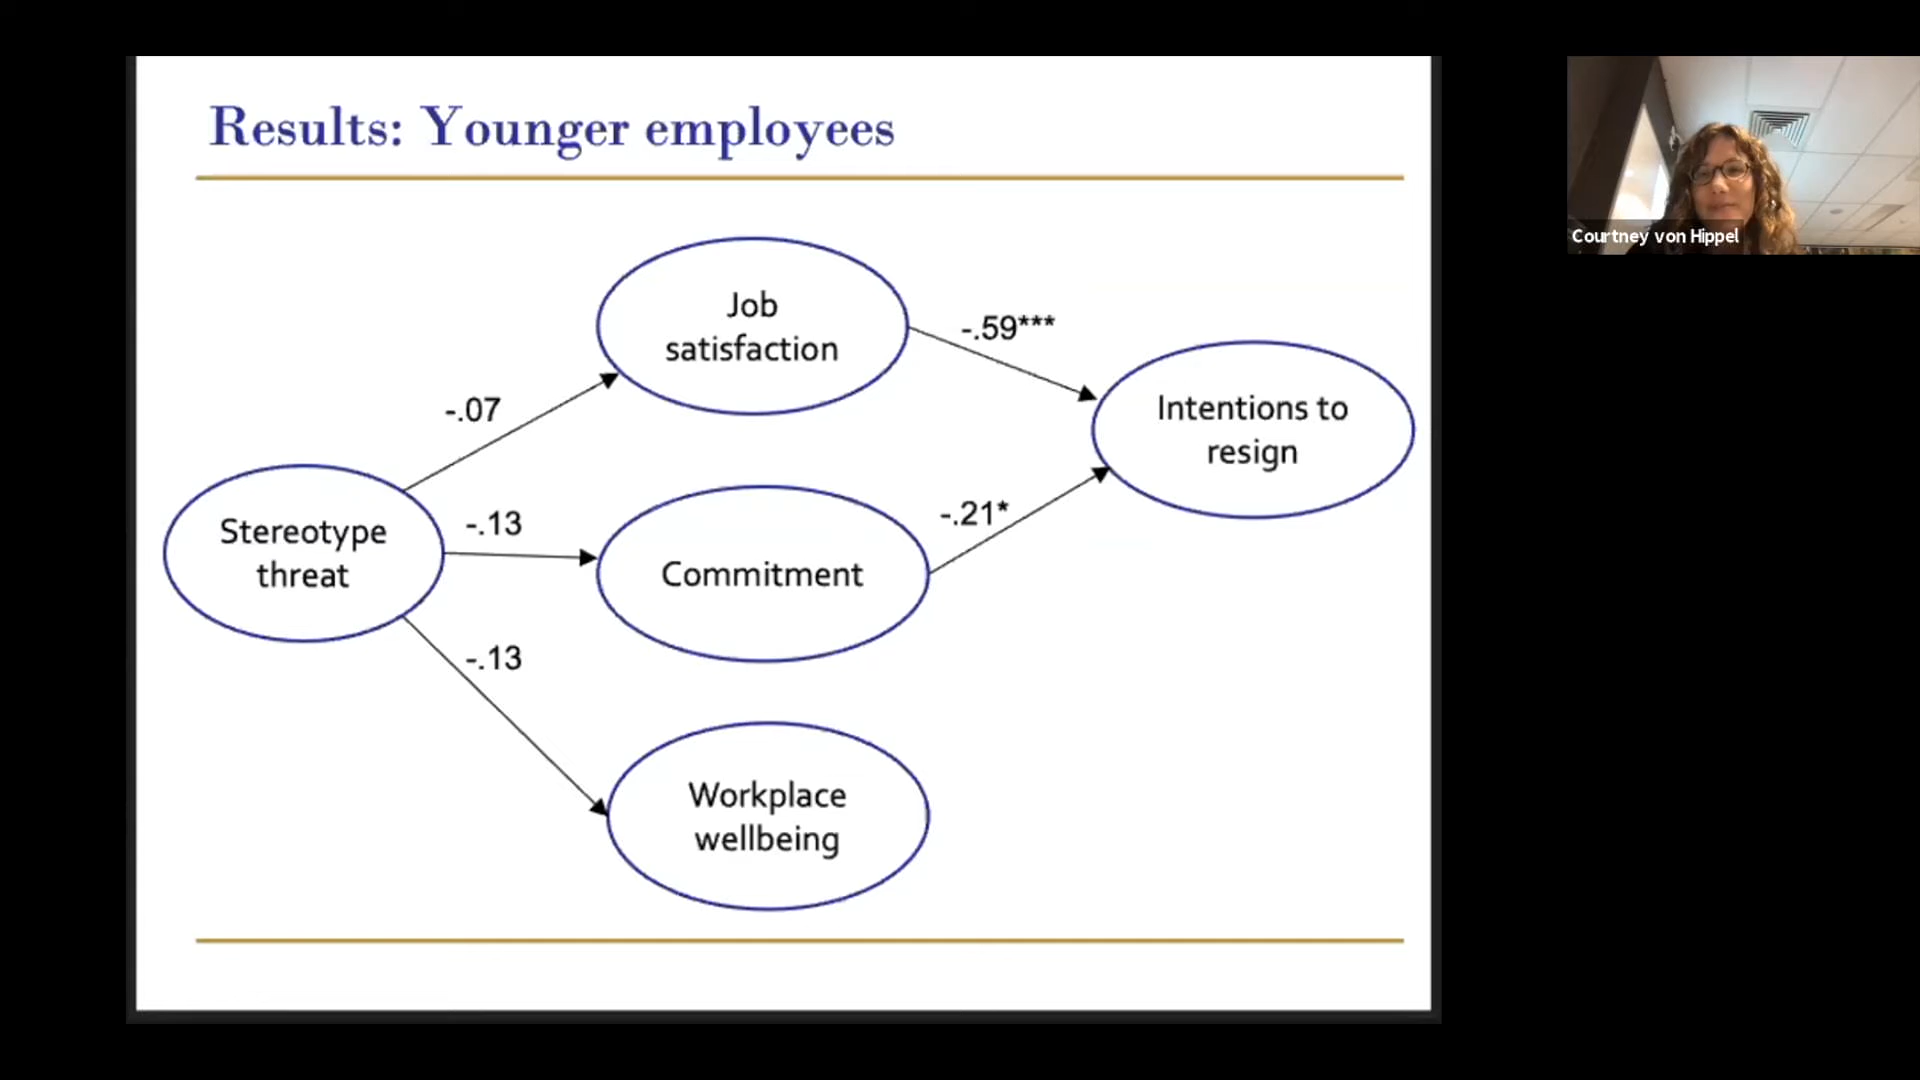 Results: Younger employees
Job
satisfaction
-.59***
Intentions to
resign
-.07
Stereotype
threat
-.13
Commitment
-.21*
-.13
Workplace
wellbeing
Courtney von Hippel